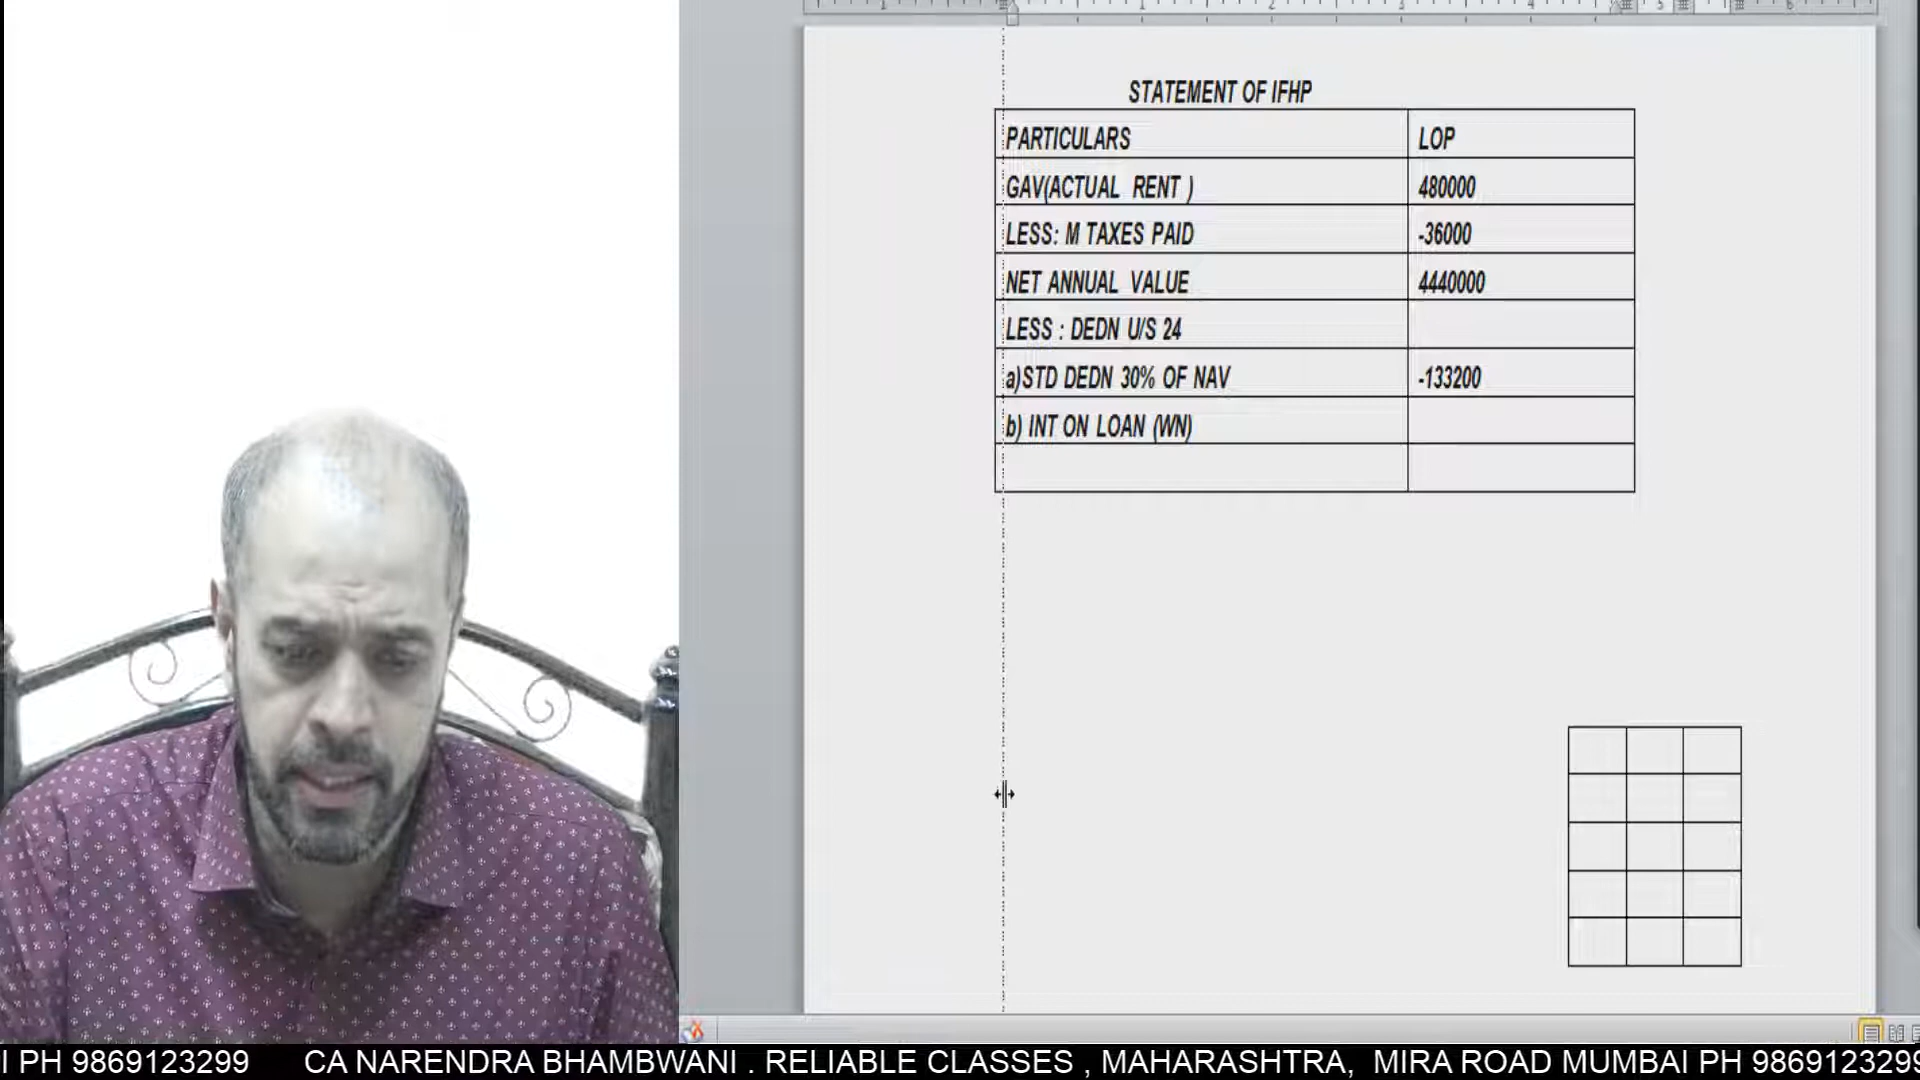 STATEMENT OF IFHP
PARTICULARS LOP
GAV(ACTUAL RENT ) 480000
LESS: M TAXES PAID -36000
NET ANNUAL VALUE 4440000
LESS : DEDN U/S 24
a)STD DEDN 30% OF NAV -133200
b) INT ON LOAN (WN)
I PH 9869123299 CA NARENDRA BHAMBWANI . RELIABLE CLASSES , MAHARASHTRA, MIRA ROAD MUMBAI PH 9869123299